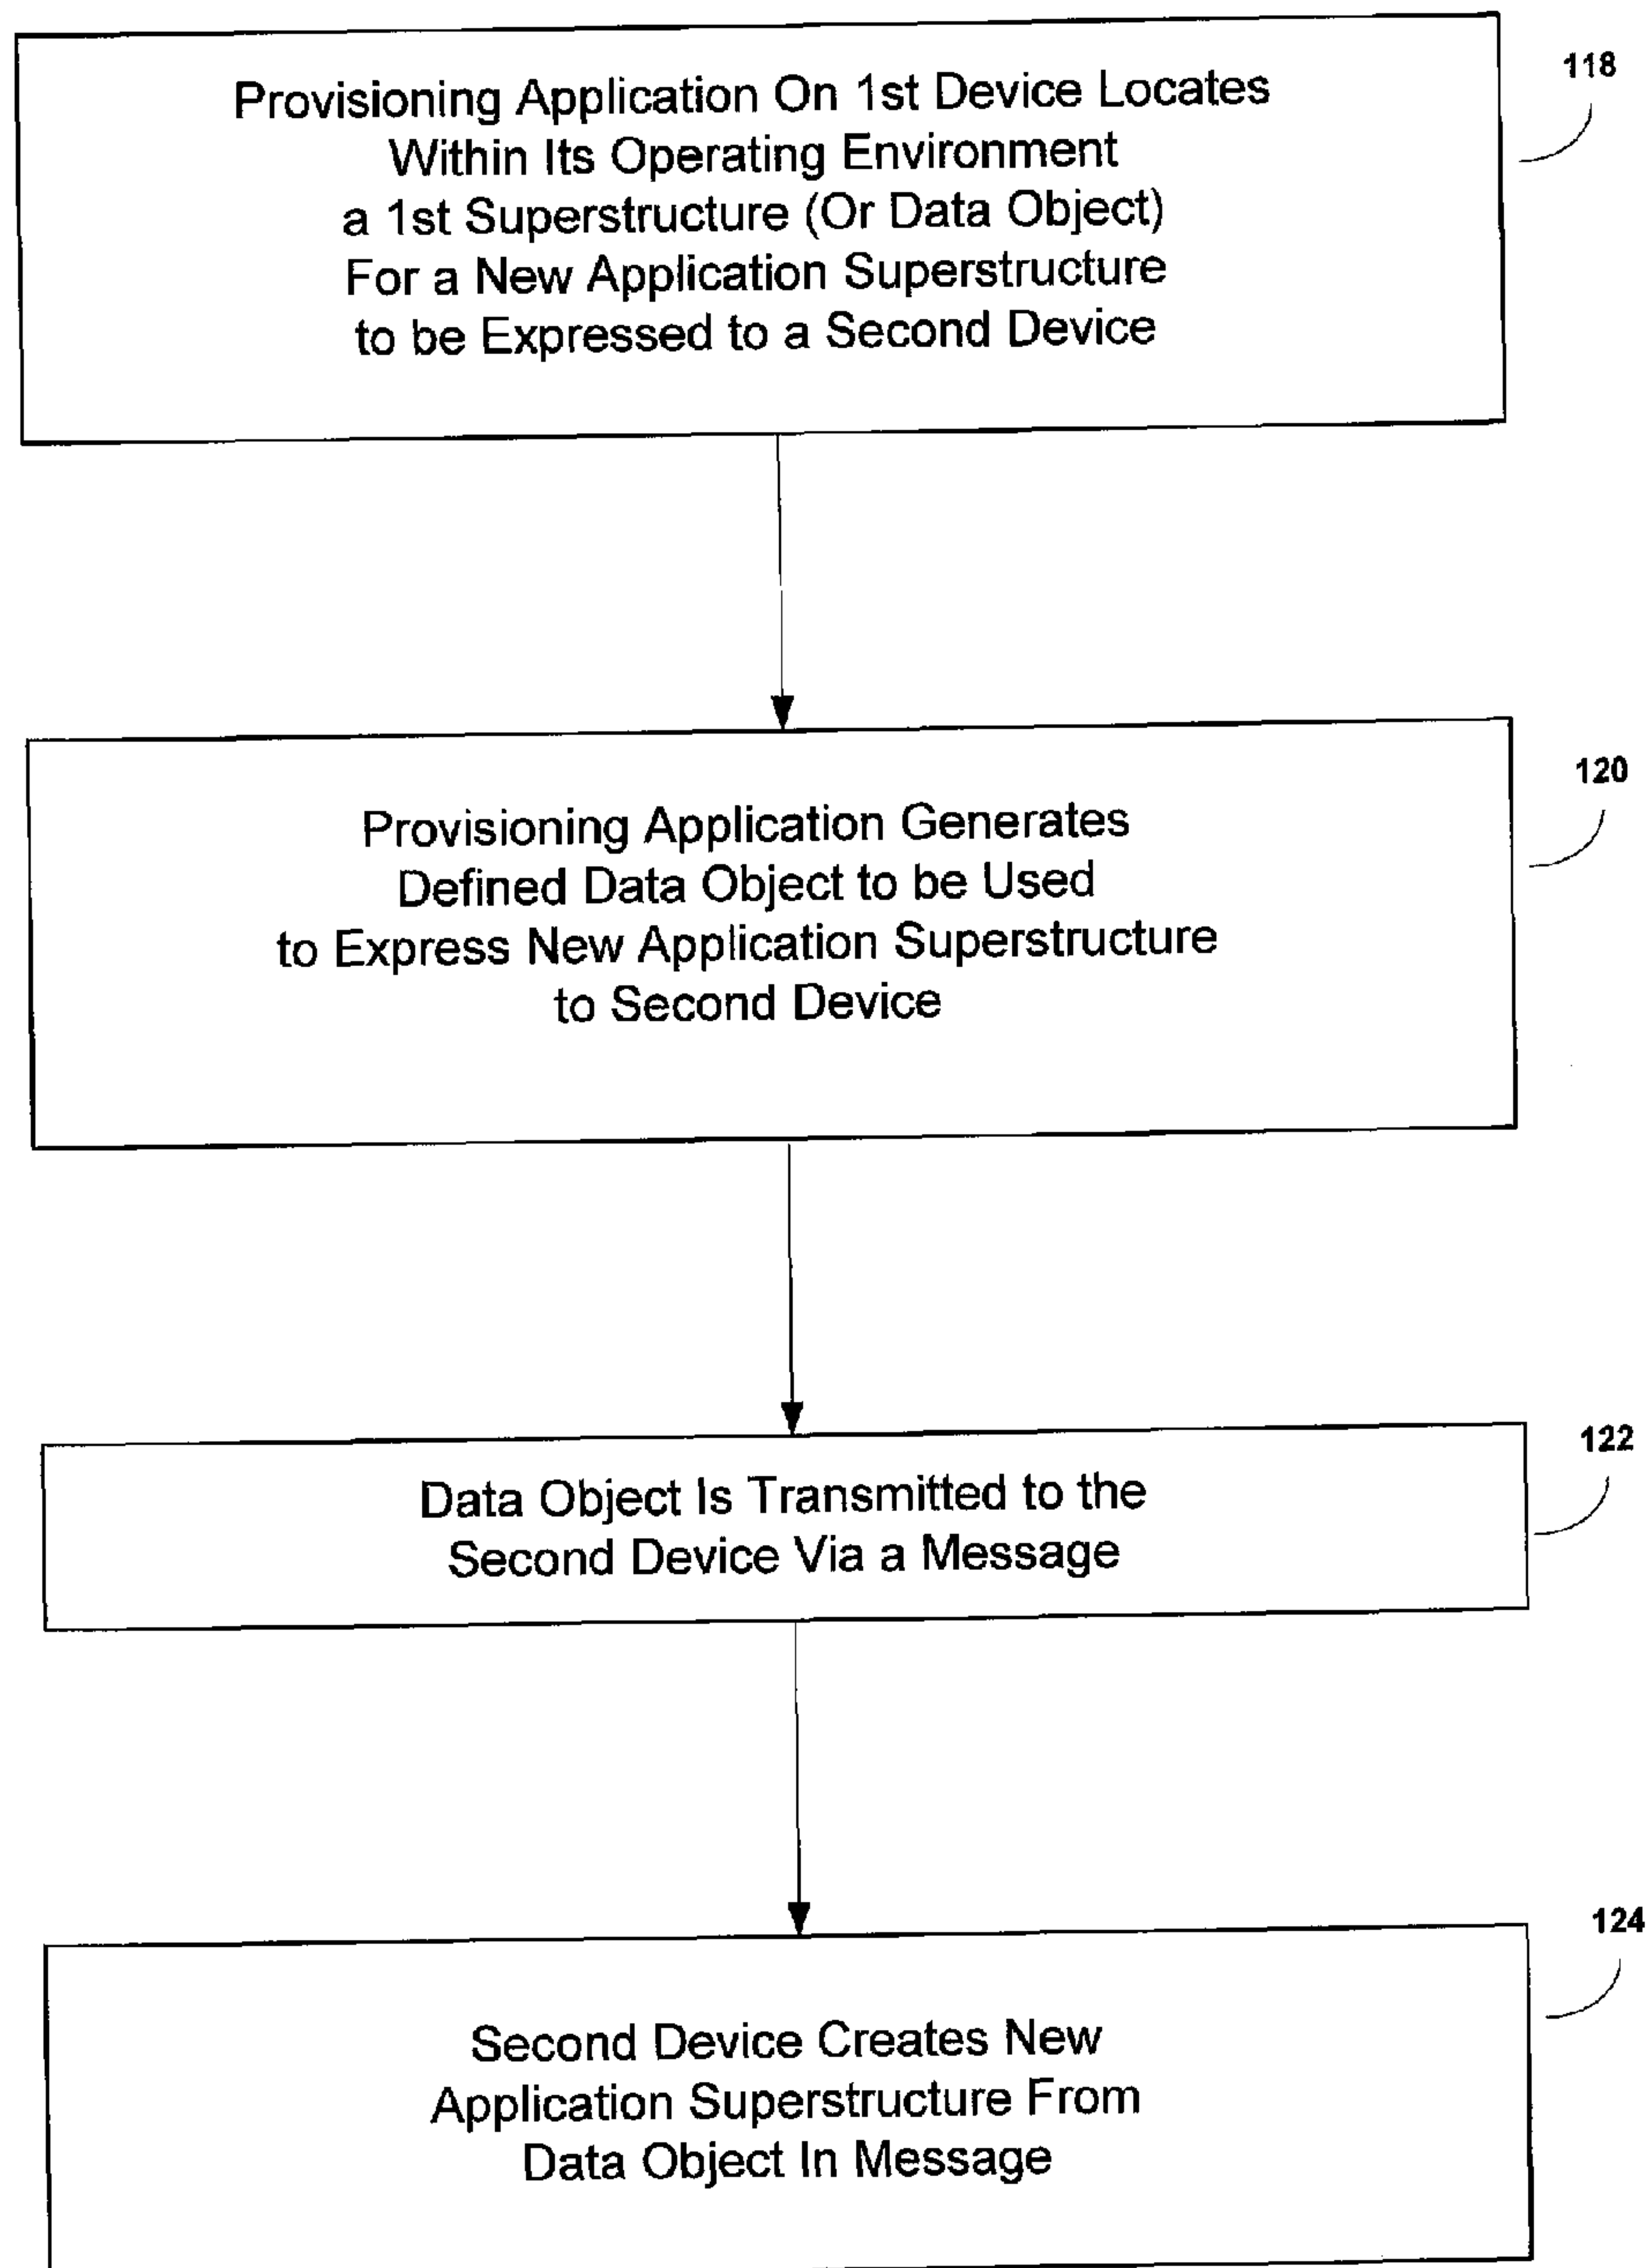 Provisioning Application On 1st Device Locates
Within Its Operating Environment
a 1st Superstructure (Or Data Object)
For a New Application Superstructure
to be Expressed to a Second Device
118
Provisioning Application Generates
Defined Data Object to be Used
to Express New Application Superstructure
to Second Device
120
Data Object Is Transmitted to the
Second Device Via a Message
122
Second Device Creates New
Application Superstructure From
Data Object In Message
124